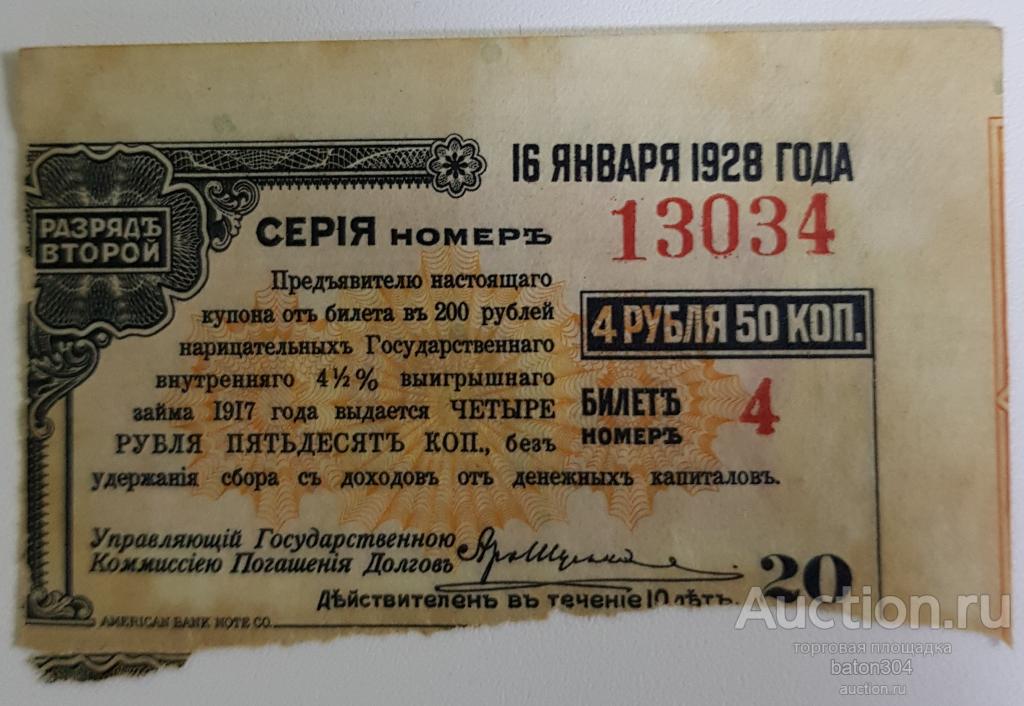 16 ЯНВАРЯ 1928 ГОДА
РАЗРЯДЪ
ВТОРОЙ
СЕРІЯ НОМЕРЪ 13034
Предъявителю настоящаго
купона отъ билета въ 200 рублей
нарицательныхъ Государственнаго
внутренняго 4½% выигрышнаго
займа 1917 года выдается ЧЕТЫРЕ
РУБЛЯ ПЯТЬДЕСЯТЪ КОП., безъ
удержанія сбора съ доходовъ отъ денежныхъ капиталовъ.
4 РУБЛЯ 50 КОП.
БИЛЕТЪ
НОМЕРЪ 4
Управляющій Государственною
Коммиссіею Погашенія Долговъ
20
Дѣйствителенъ въ теченіе 10 лѣтъ.
AMERICAN BANK NOTE CO.
Auction.ru
торговая площадка
baton304
auction.ru